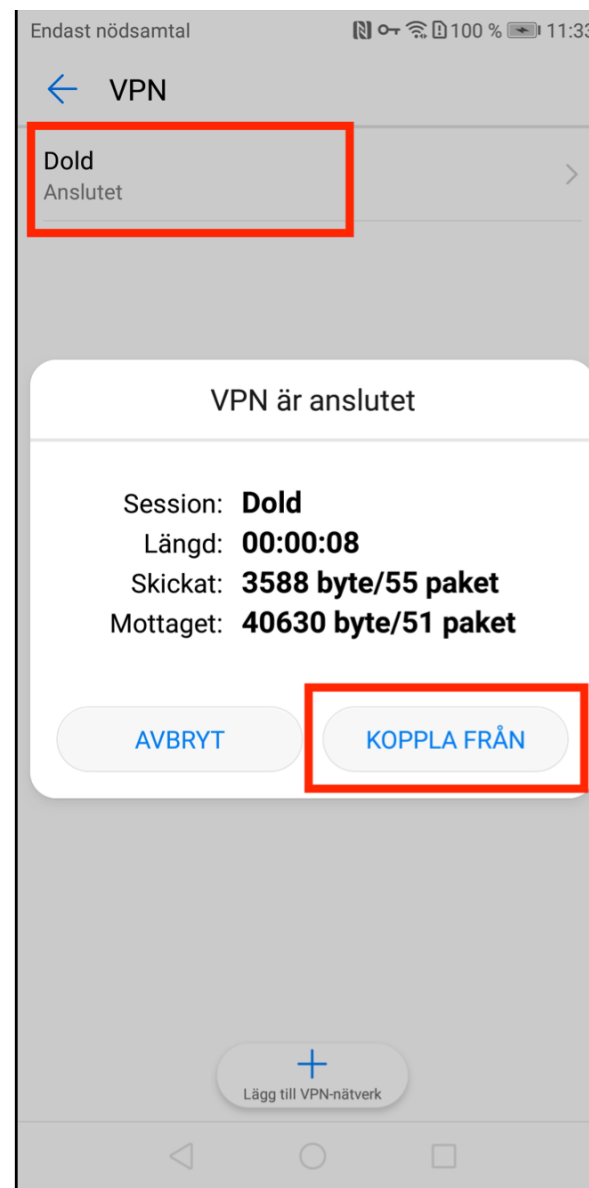 Endast nödsamtal 100 % 11:33
VPN
Dold
Anslutet
VPN är anslutet
Session: Dold
Längd: 00:00:08
Skickat: 3588 byte/55 paket
Mottaget: 40630 byte/51 paket
AVBRYT KOPPLA FRÅN
Lägg till VPN-nätverk